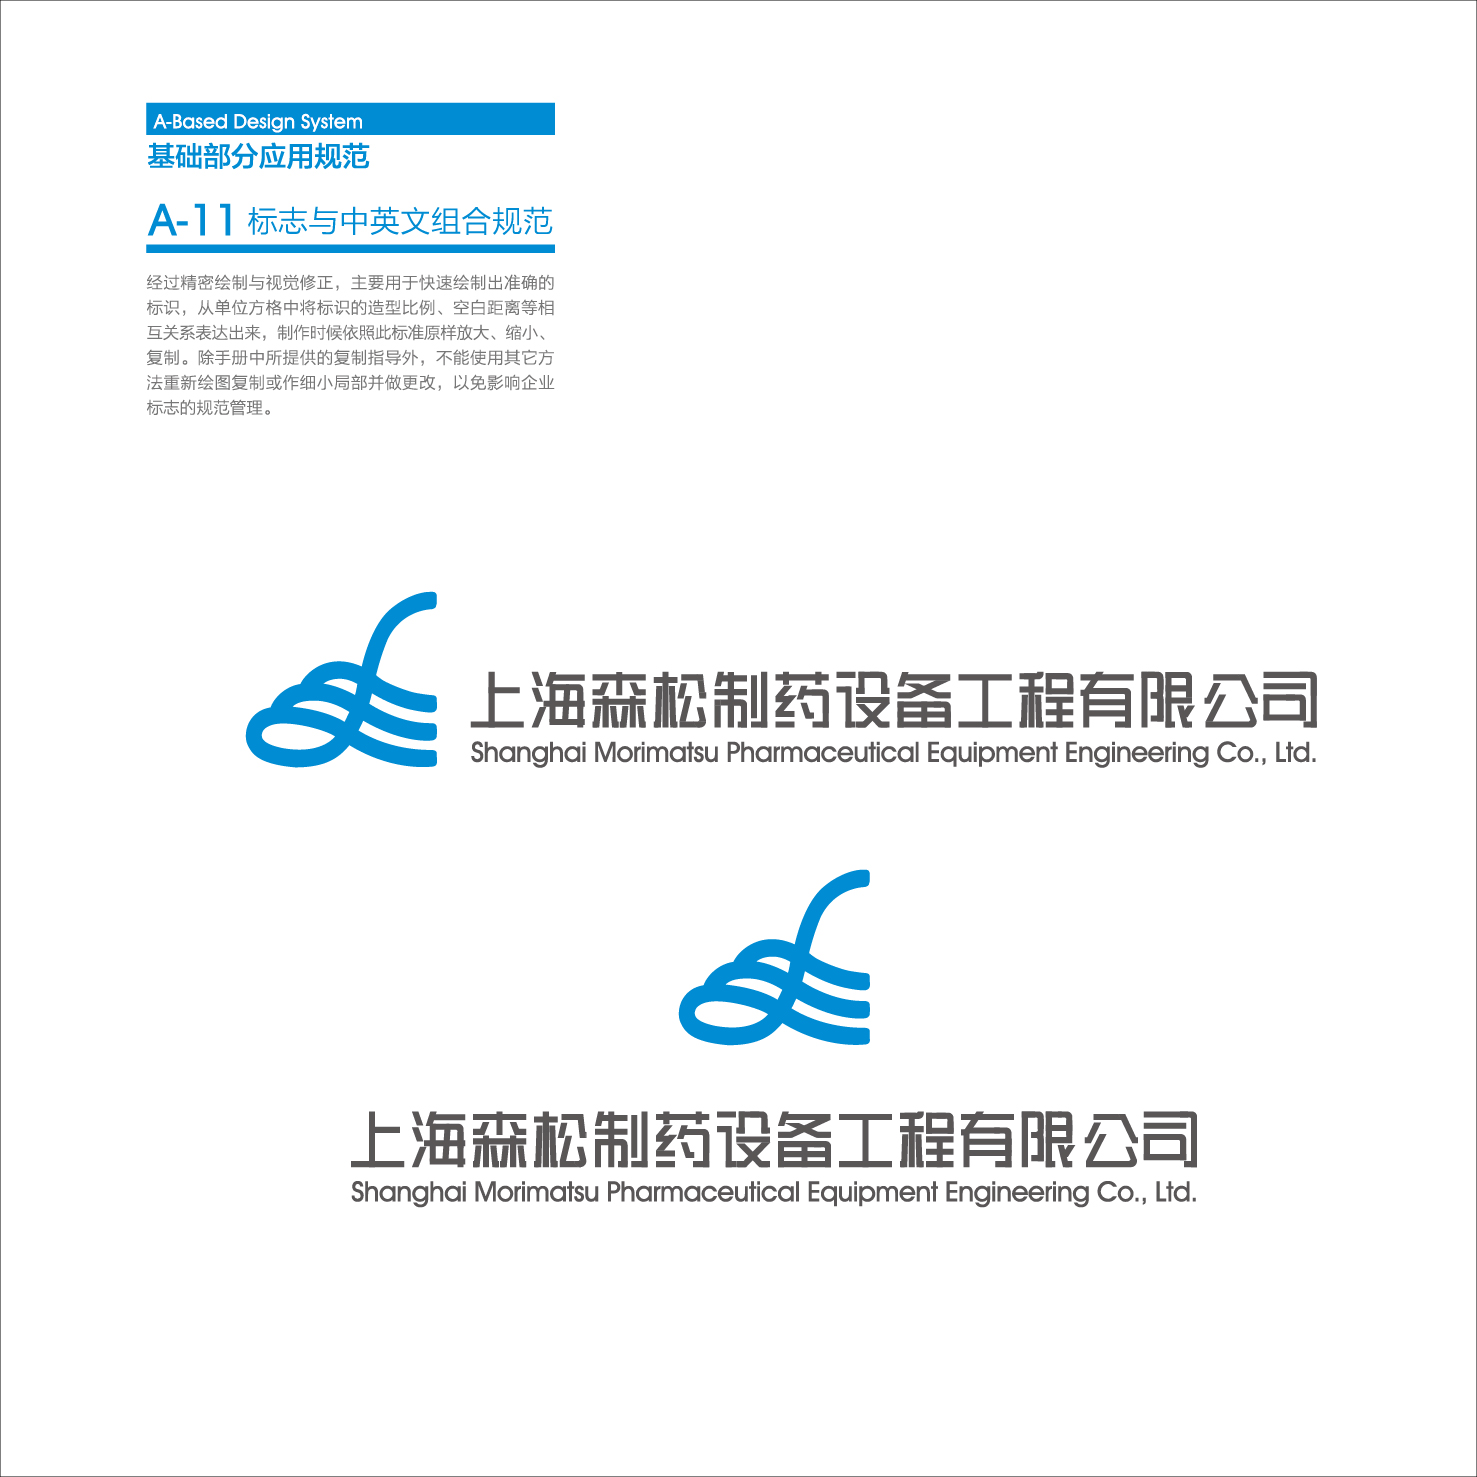 A-Based Design System
基础部分应用规范
A-11 标志与中英文组合规范
经过精密绘制与视觉修正，主要用于快速绘制出准确的
标识，从单位方格中将标识的造型比例、空白距离等相
互关系表达出来，制作时候依照此标准原样放大、缩小、
复制。除手册中所提供的复制指导外，不能使用其它方
法重新绘图复制或作细小局部并做更改，以免影响企业
标志的规范管理。
上海森松制药设备工程有限公司
Shanghai Morimatsu Pharmaceutical Equipment Engineering Co., Ltd.
上海森松制药设备工程有限公司
Shanghai Morimatsu Pharmaceutical Equipment Engineering Co., Ltd.